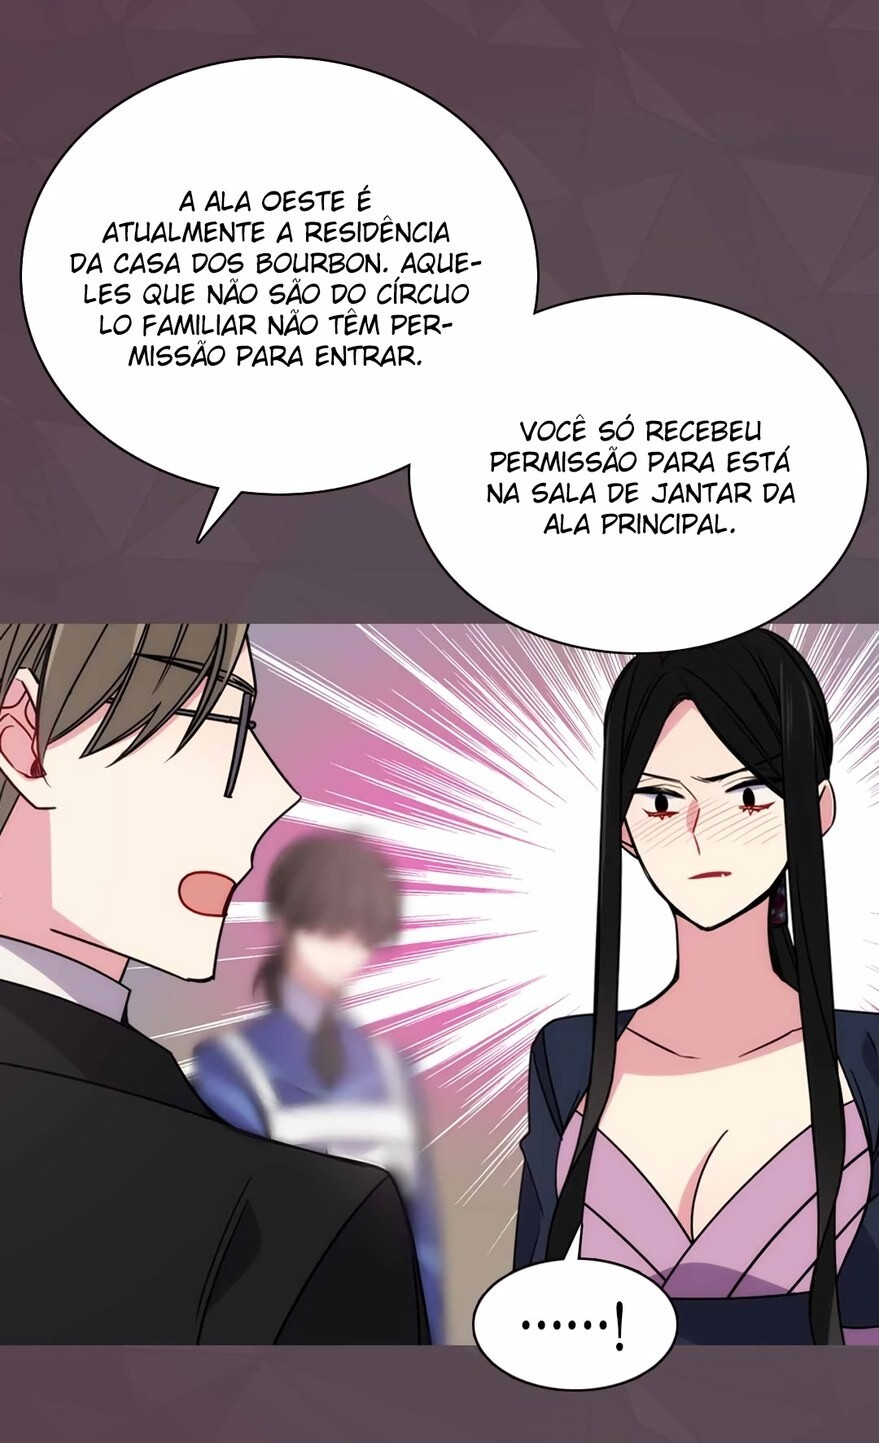 A ALA OESTE É
ATUALMENTE A RESIDÊNCIA
DA CASA DOS BOURBON. AQUE-
LES QUE NÃO SÃO DO CÍRCUO
LO FAMILIAR NÃO TÊM PER-
MISSÃO PARA ENTRAR.
VOCÊ SÓ RECEBEU
PERMISSÃO PARA ESTÁ
NA SALA DE JANTAR DA
ALA PRINCIPAL.
......!